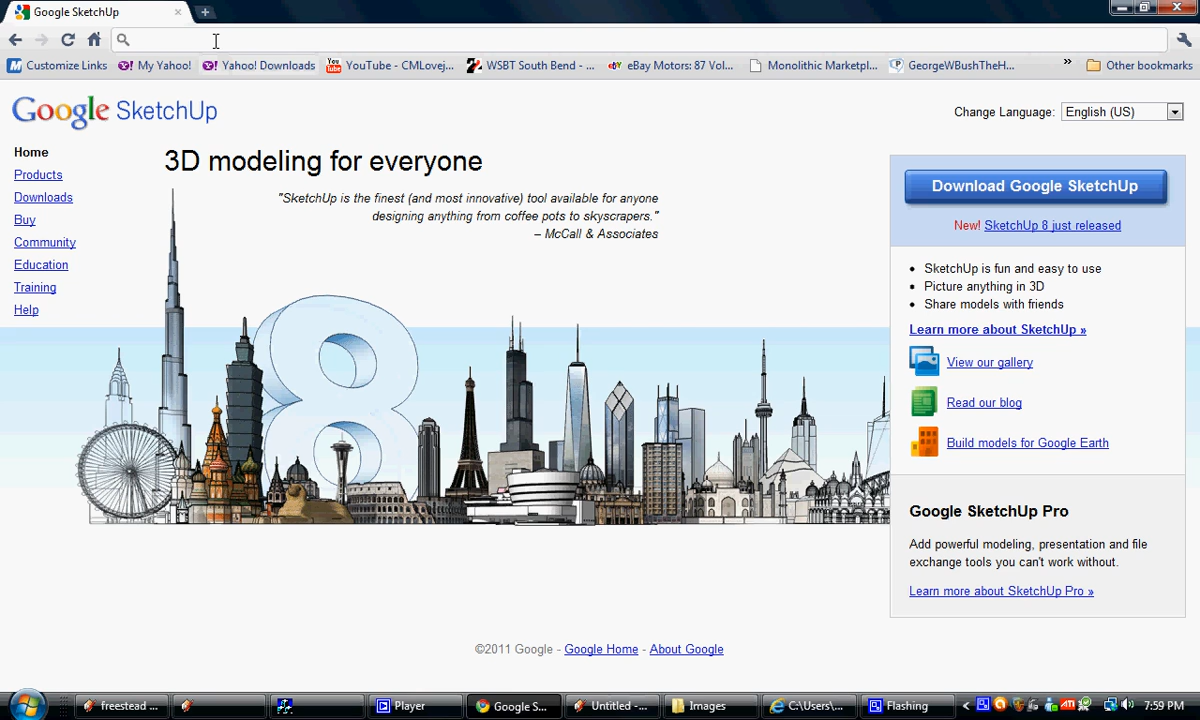 Google SketchUp
Customize Links
My Yahoo!
Yahoo! Downloads
YouTube - CMLovej...
WSBT South Bend - ...
eBay Motors: 87 Vol...
Monolithic Marketpl...
GeorgeWBushTheH...
»
Other bookmarks
Google SketchUp
Change Language:
English (US)
Home
Products
Downloads
Buy
Community
Education
Training
Help
3D modeling for everyone
"SketchUp is the finest (and most innovative) tool available for anyone
designing anything from coffee pots to skyscrapers."
– McCall & Associates
8
Download Google SketchUp
New! SketchUp 8 just released
• SketchUp is fun and easy to use
• Picture anything in 3D
• Share models with friends
Learn more about SketchUp »
View our gallery
Read our blog
Build models for Google Earth
Google SketchUp Pro
Add powerful modeling, presentation and file
exchange tools you can't work without.
Learn more about SketchUp Pro »
©2011 Google - Google Home - About Google
freestead ...
Player
Google S...
Untitled -...
Images
C:\Users\...
Flashing
7:59 PM